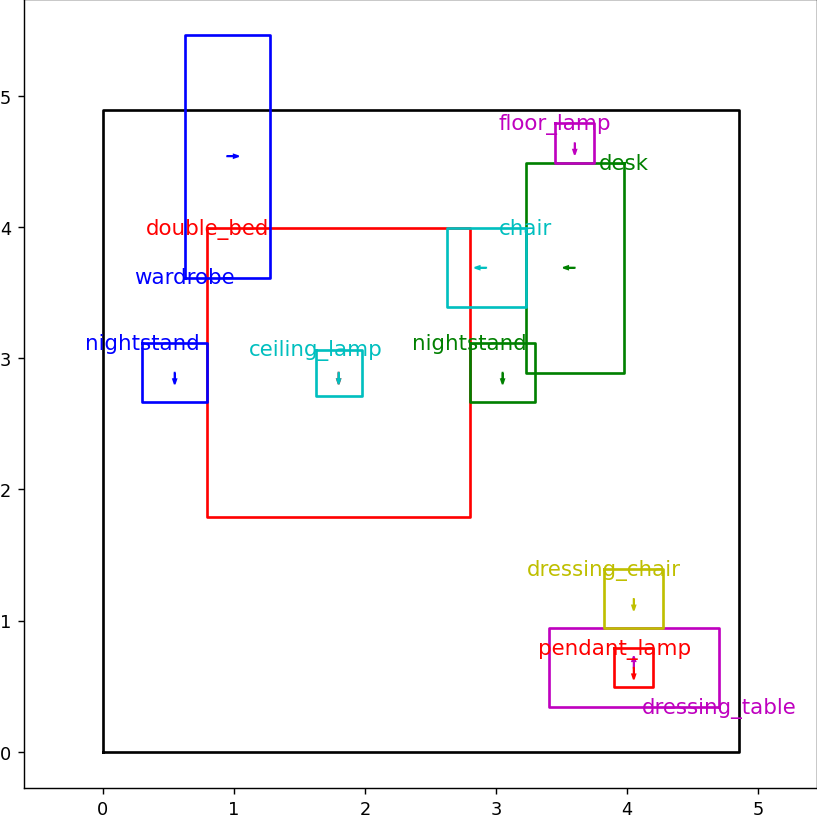 5
floor_lamp
desk
4
double_bed
chair
wardrobe
nightstand
ceiling_lamp
nightstand
3
2
dressing_chair
1
pendant_lamp
dressing_table
0
0 1 2 3 4 5